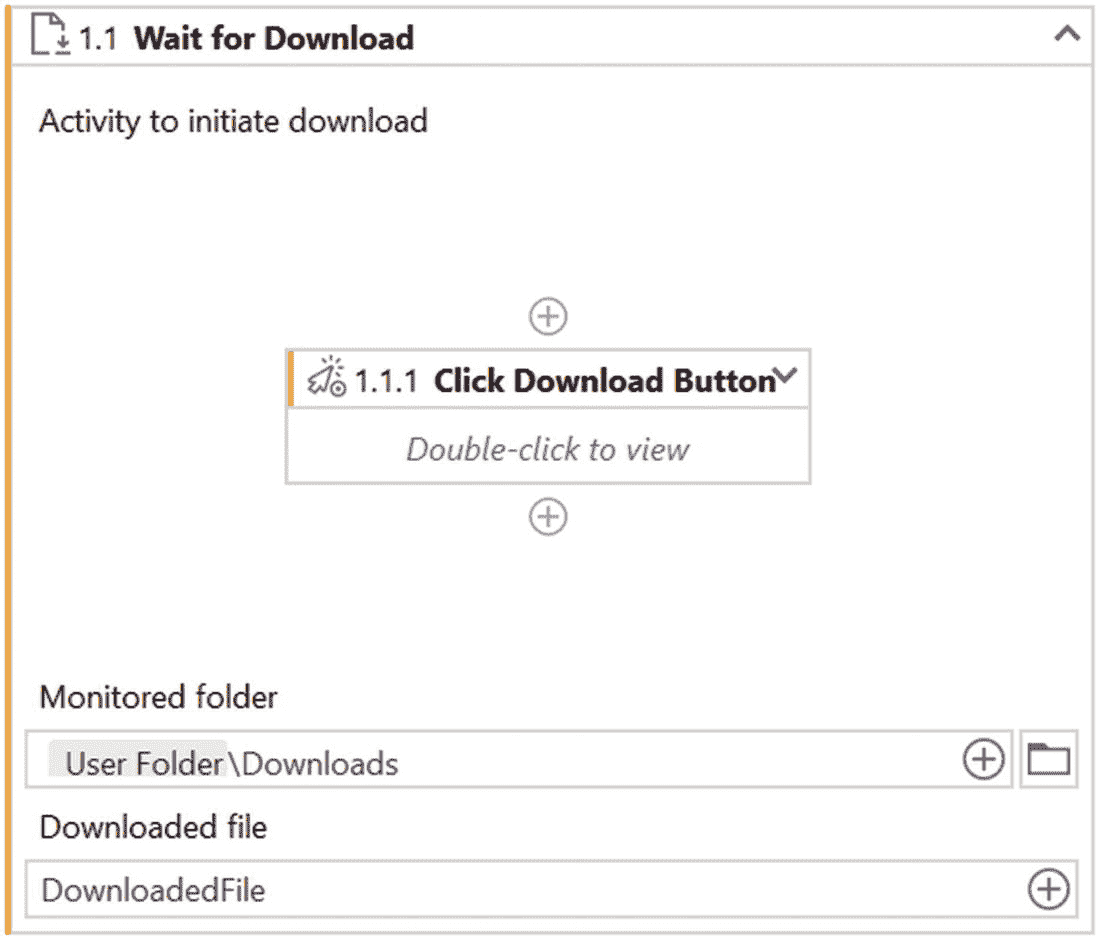 1.1 Wait for Download
Activity to initiate download
1.1.1 Click Download Button
Double-click to view
Monitored folder
User Folder\Downloads
Downloaded file
DownloadedFile